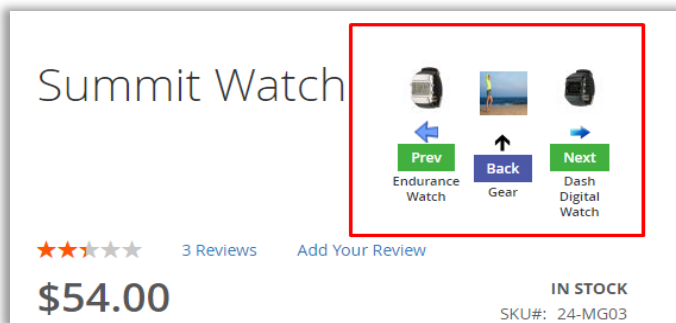 Summit Watch
Prev
Back
Next
Endurance
Watch
Gear
Dash
Digital
Watch
3 Reviews
Add Your Review
$54.00
IN STOCK
SKU#: 24-MG03